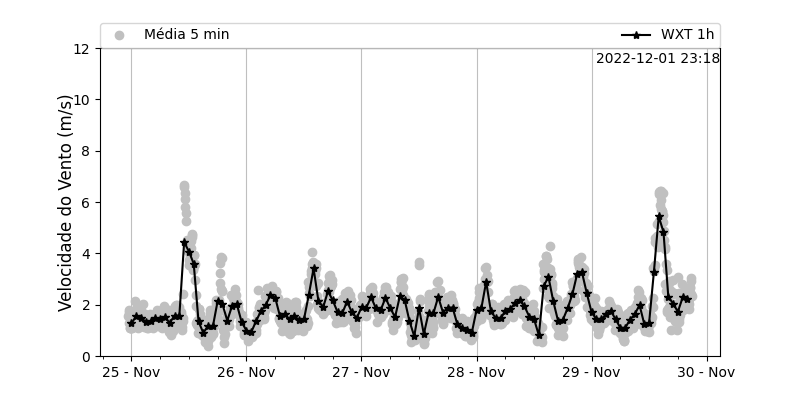 Média 5 min
WXT 1h
2022-12-01 23:18
Velocidade do Vento (m/s)
12
10
8
6
4
2
0
25 - Nov
26 - Nov
27 - Nov
28 - Nov
29 - Nov
30 - Nov